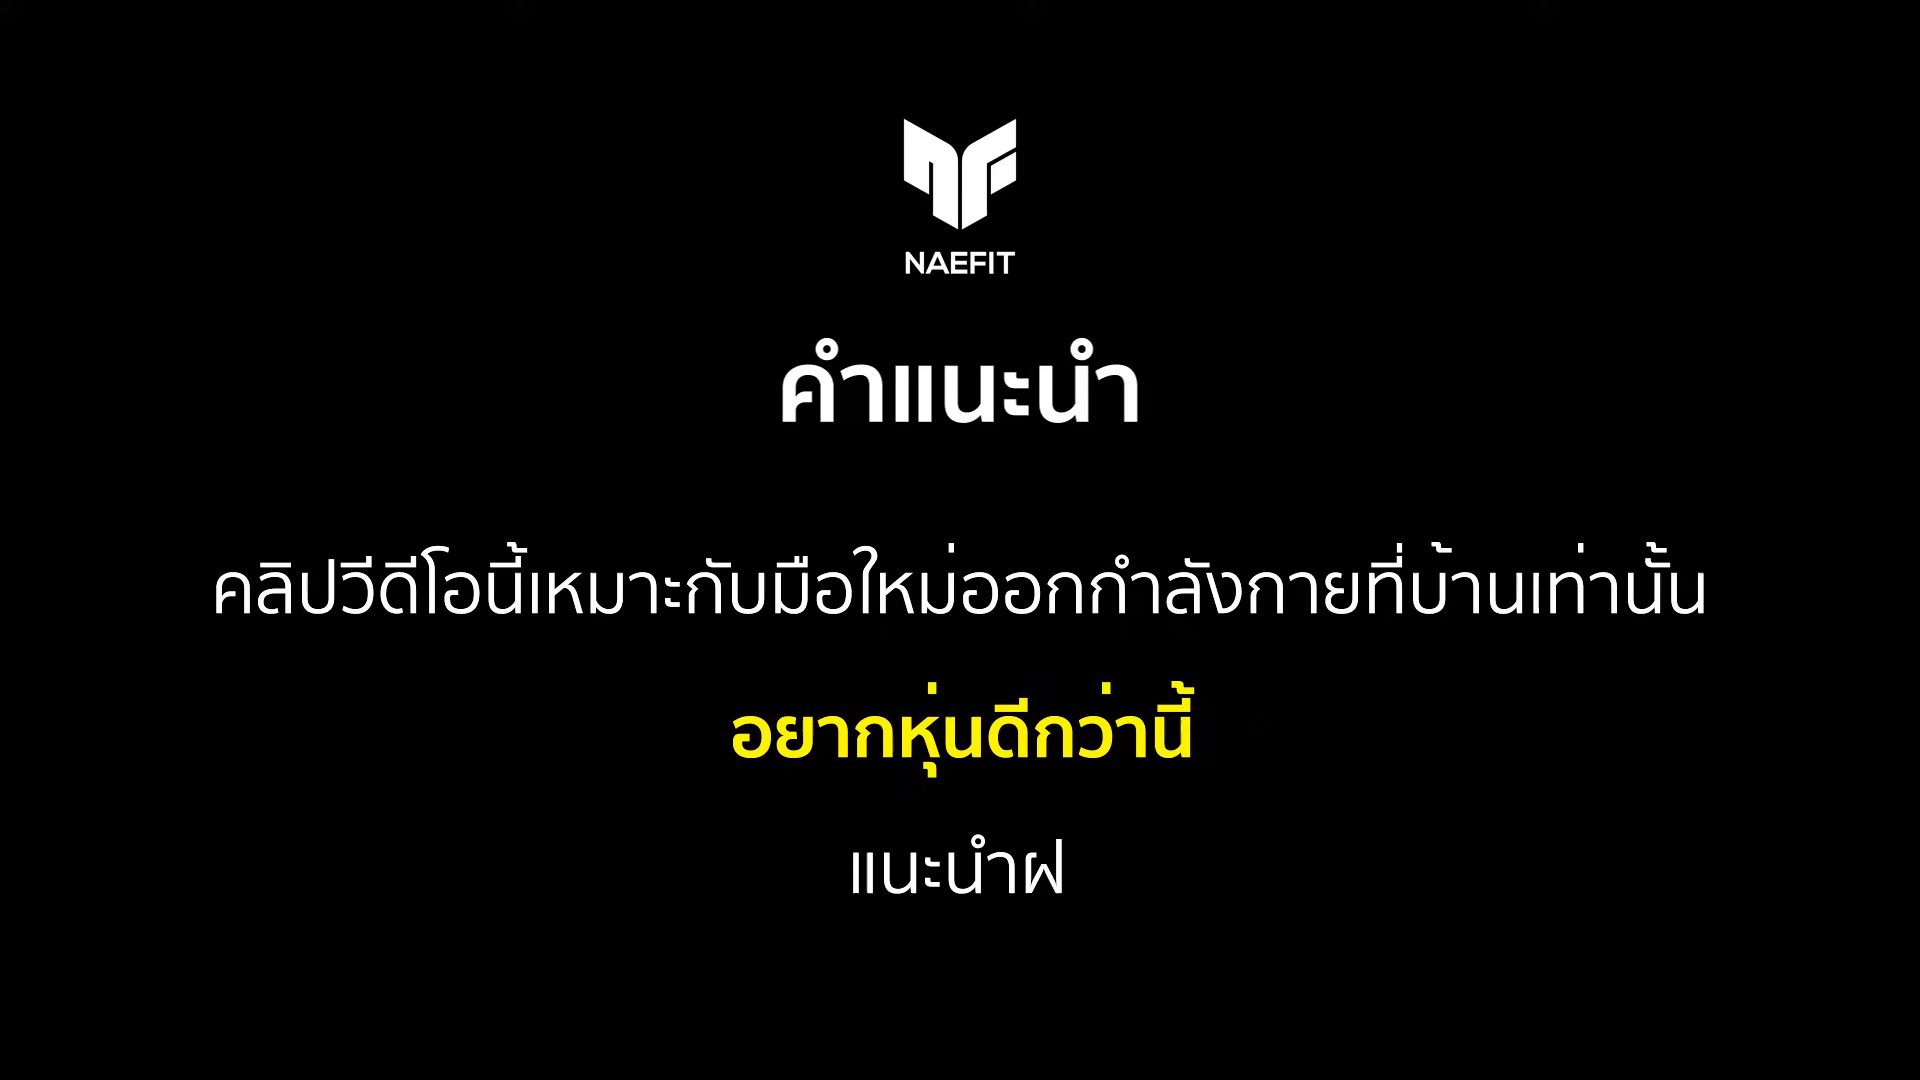 NAEFIT
คำแนะนำ
คลิปวีดีโอนี้เหมาะกับมือใหม่ออกกำลังกายที่บ้านเท่านั้น
อยากหุ่นดีกว่านี้
แนะนำฝ